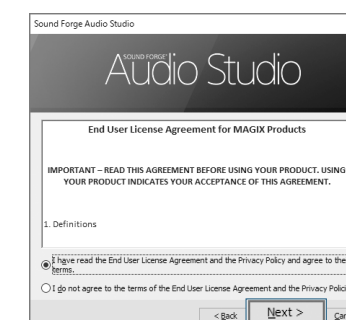 Sound Forge Audio Studio
SOUND FORGE™
Audio Studio
End User License Agreement for MAGIX Products
IMPORTANT – READ THIS AGREEMENT BEFORE USING YOUR PRODUCT. USING
YOUR PRODUCT INDICATES YOUR ACCEPTANCE OF THIS AGREEMENT.
1. Definitions
I have read the End User License Agreement and the Privacy Policy and agree to the
terms.
I do not agree to the terms of the End User License Agreement and the Privacy Polic
< Back Next > Can